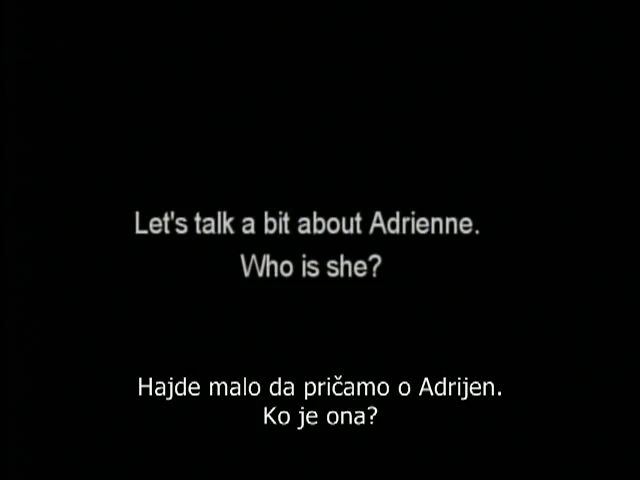 Let's talk a bit about Adrienne.
Who is she?
Hajde malo da pričamo o Adrijen.
Ko je ona?